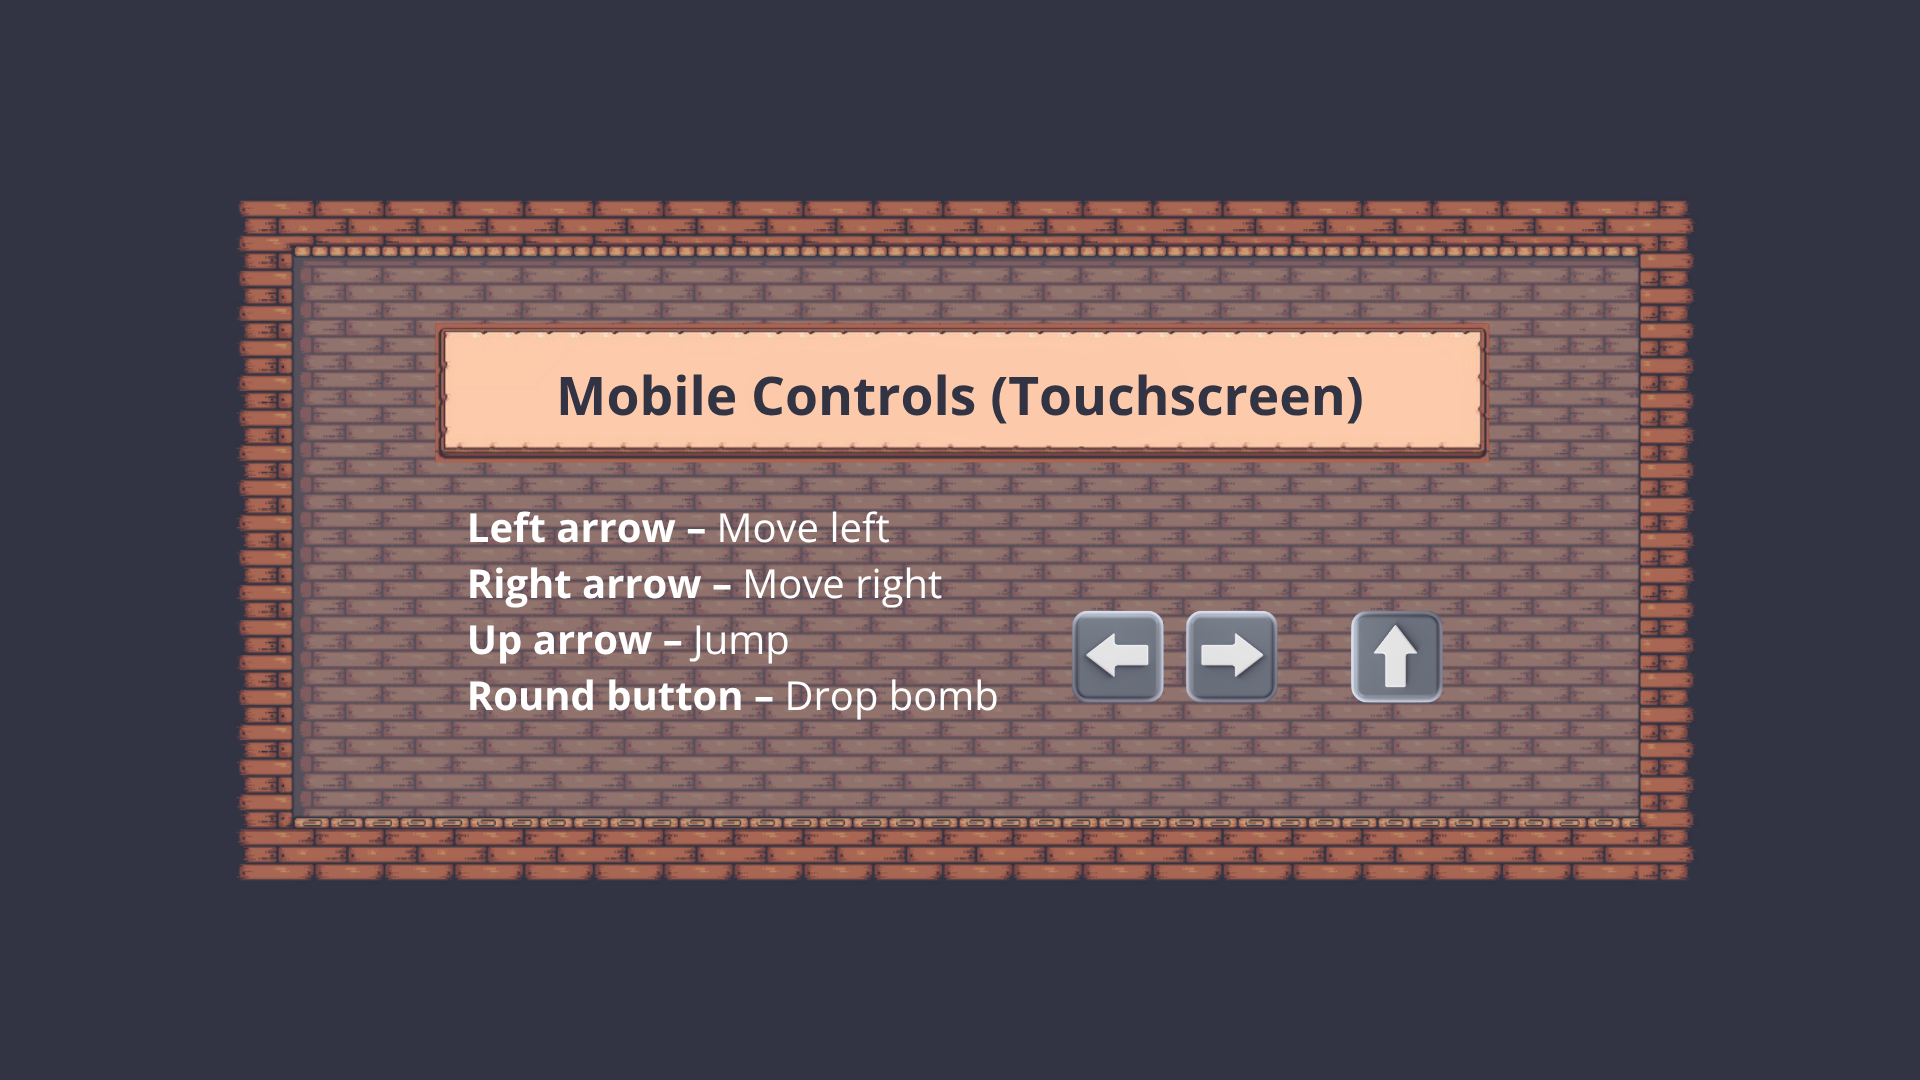 Mobile Controls (Touchscreen)
Left arrow – Move left
Right arrow – Move right
Up arrow – Jump
Round button – Drop bomb